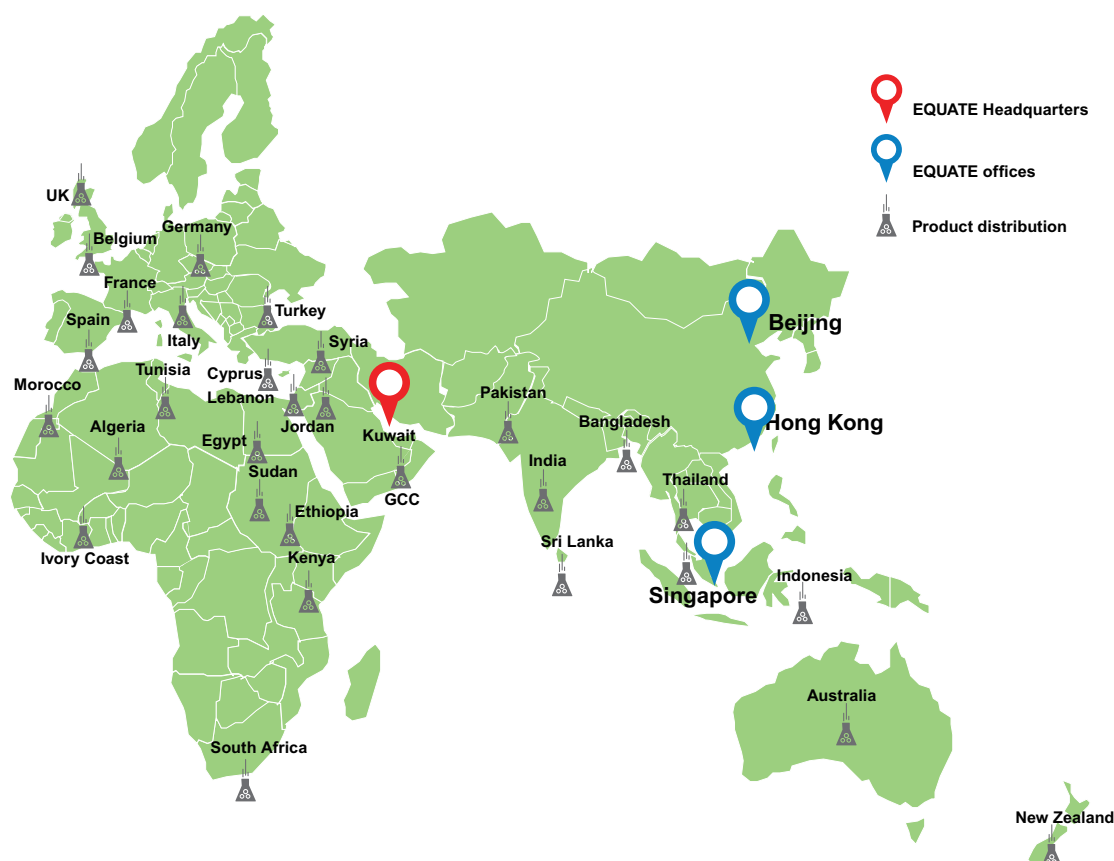 EQUATE Headquarters
EQUATE offices
Product distribution
UK
Belgium
Germany
France
Spain
Italy
Turkey
Beijing
Morocco
Tunisia
Cyprus
Syria
Lebanon
Algeria
Egypt
Jordan
Kuwait
Pakistan
Bangladesh
Hong Kong
Sudan
GCC
India
Thailand
Ethiopia
Ivory Coast
Kenya
Sri Lanka
Singapore
Indonesia
Australia
South Africa
New Zealand